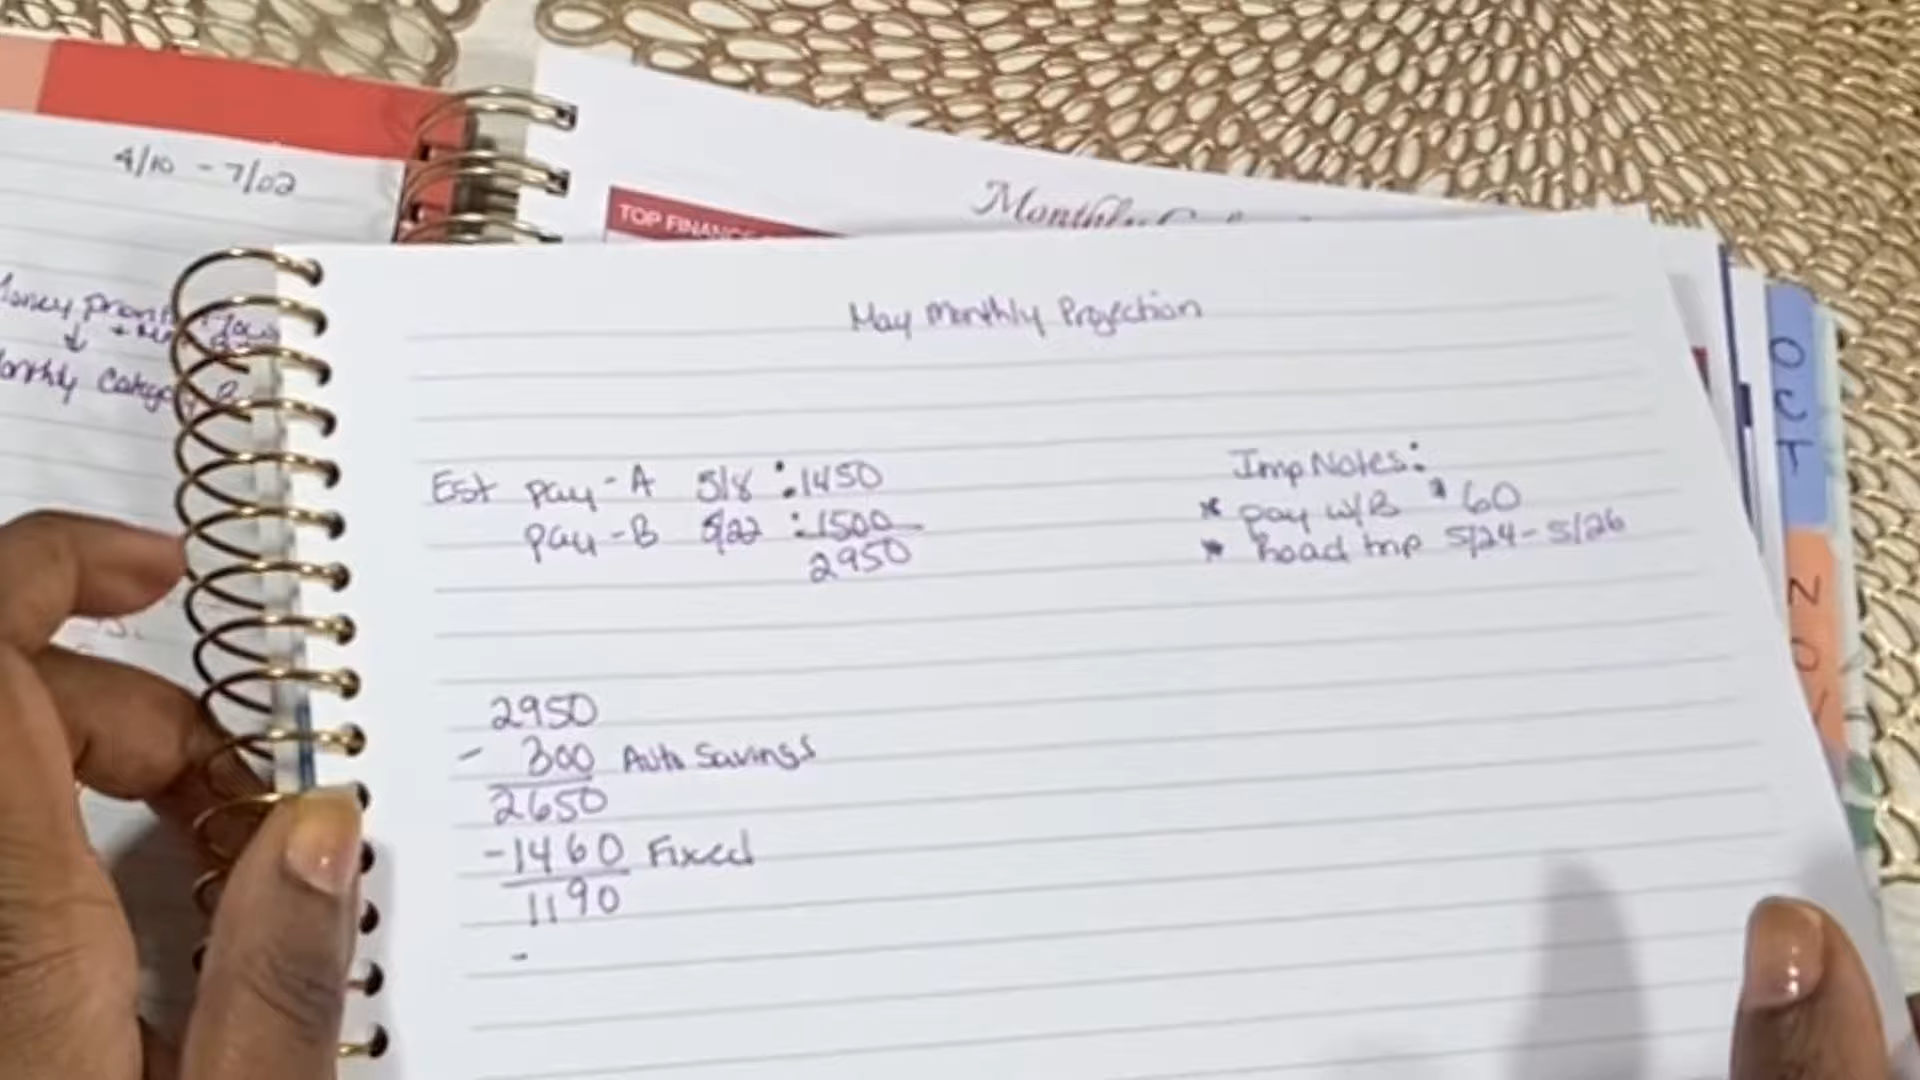 4/10 - 7/02
TOP FINANC
Monthly
Money
Monthly
May Monthly Projection
Est pay - A 5/8 : 1450
pay - B 5/22 : 1500
2950
Imp Notes:
* pay w/B $60
* Road trip 5/24 - 5/26
2950
- 300 Auto Savings
2650
-1460 Fixed
1190
-
OCT
NOV